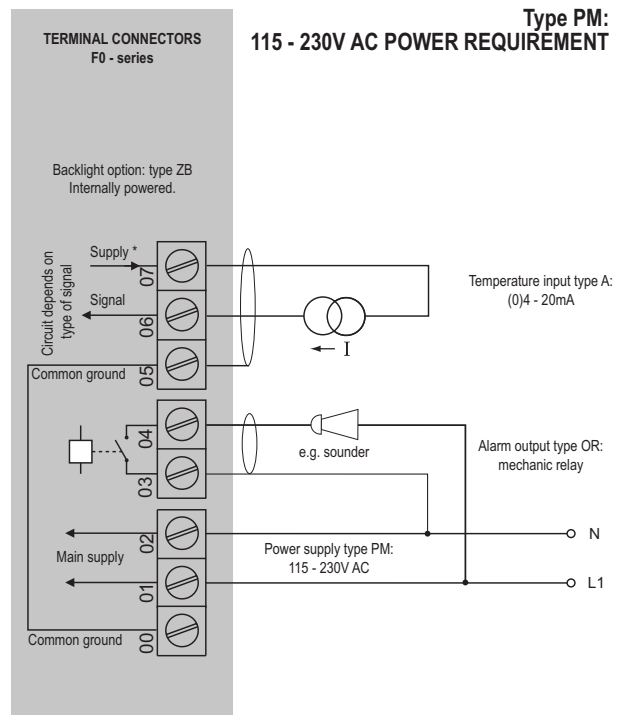 Type PM:
115 - 230V AC POWER REQUIREMENT
TERMINAL CONNECTORS
F0 - series
Backlight option: type ZB
Internally powered.
Circuit depends on
type of signal
Supply *
07
Signal
06
Common ground
05
I
Temperature input type A:
(0)4 - 20mA
04
03
e.g. sounder
Alarm output type OR:
mechanic relay
02
Main supply
01
Power supply type PM:
115 - 230V AC
N
L1
Common ground
00